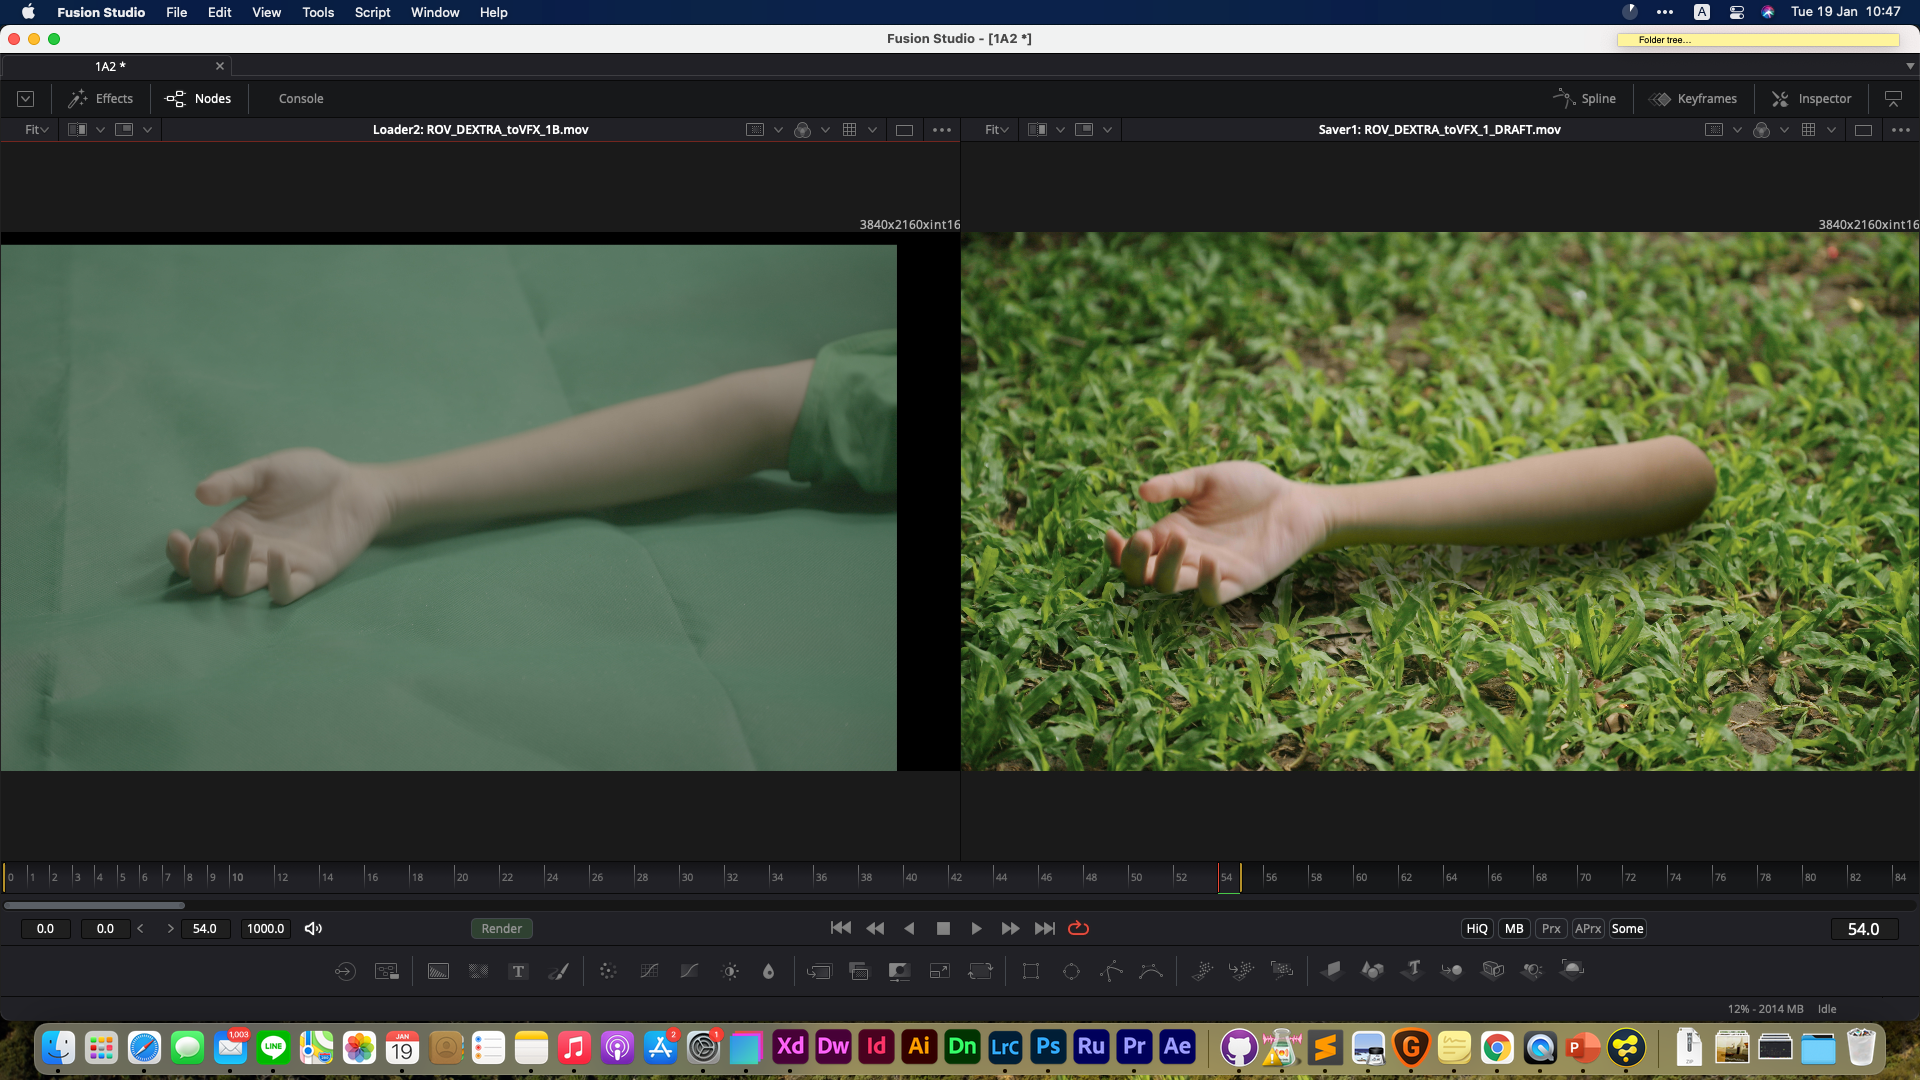 Fusion Studio File Edit View Tools Script Window Help A Tue 19 Jan 10:47
Fusion Studio - [1A2 *]
Folder tree...
1A2 *
Effects Nodes Console Spline Keyframes Inspector
Fit Loader2: ROV_DEXTRA_toVFX_1B.mov Fit Saver1: ROV_DEXTRA_toVFX_1_DRAFT.mov
3840x2160xint16 3840x2160xint16
0 1 2 3 4 5 6 7 8 9 10 12 14 16 18 20 22 24 26 28 30 32 34 36 38 40 42 44 46 48 50 52 54 56 58 60 62 64 66 68 70 72 74 76 78 80 82 84
0.0 0.0 54.0 1000.0 Render HiQ MB Prx APrx Some 54.0
T T
12% - 2014 MB Idle
1,003 LINE JAN 19 2 1 Xd Dw Id Ai Dn LrC Ps Ru Pr Ae S G P ZIP